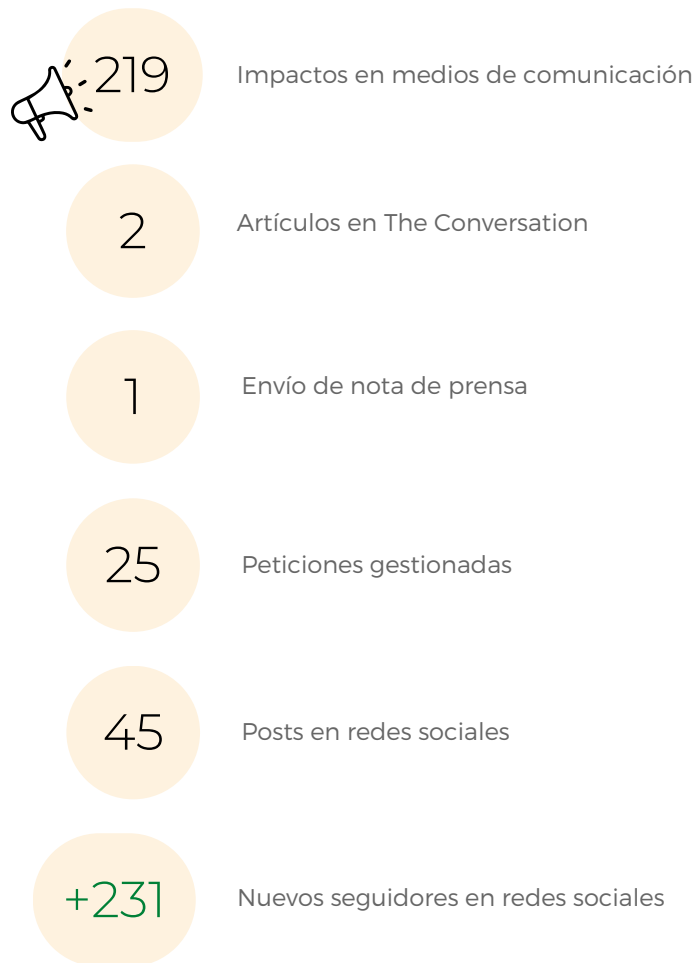 219
Impactos en medios de comunicación
2
Artículos en The Conversation
1
Envío de nota de prensa
25
Peticiones gestionadas
45
Posts en redes sociales
+231
Nuevos seguidores en redes sociales